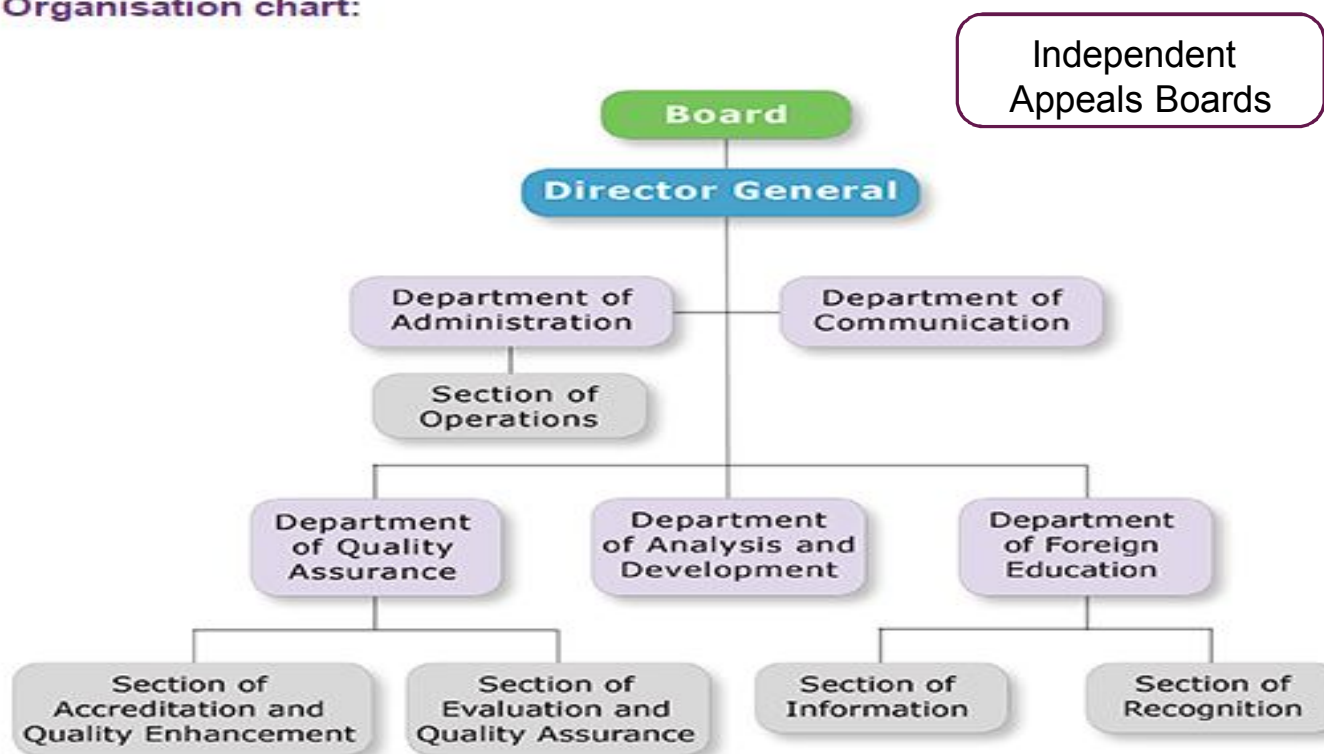 Organisation chart:
Independent
Appeals Boards
Board
Director General
Department of
Administration
Department of
Communication
Section of
Operations
Department
of Quality
Assurance
Department
of Analysis and
Development
Department
of Foreign
Education
Section of
Accreditation and
Quality Enhancement
Section of
Evaluation and
Quality Assurance
Section of
Information
Section of
Recognition